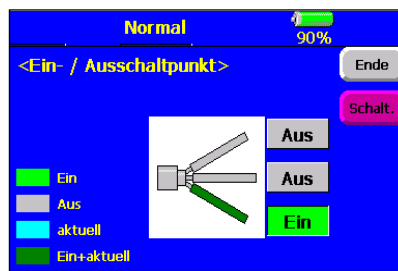 Normal
90%
<Ein- / Ausschaltpunkt>
Ende
Schalt.
Aus
Aus
Ein
Ein
Aus
aktuell
Ein+aktuell